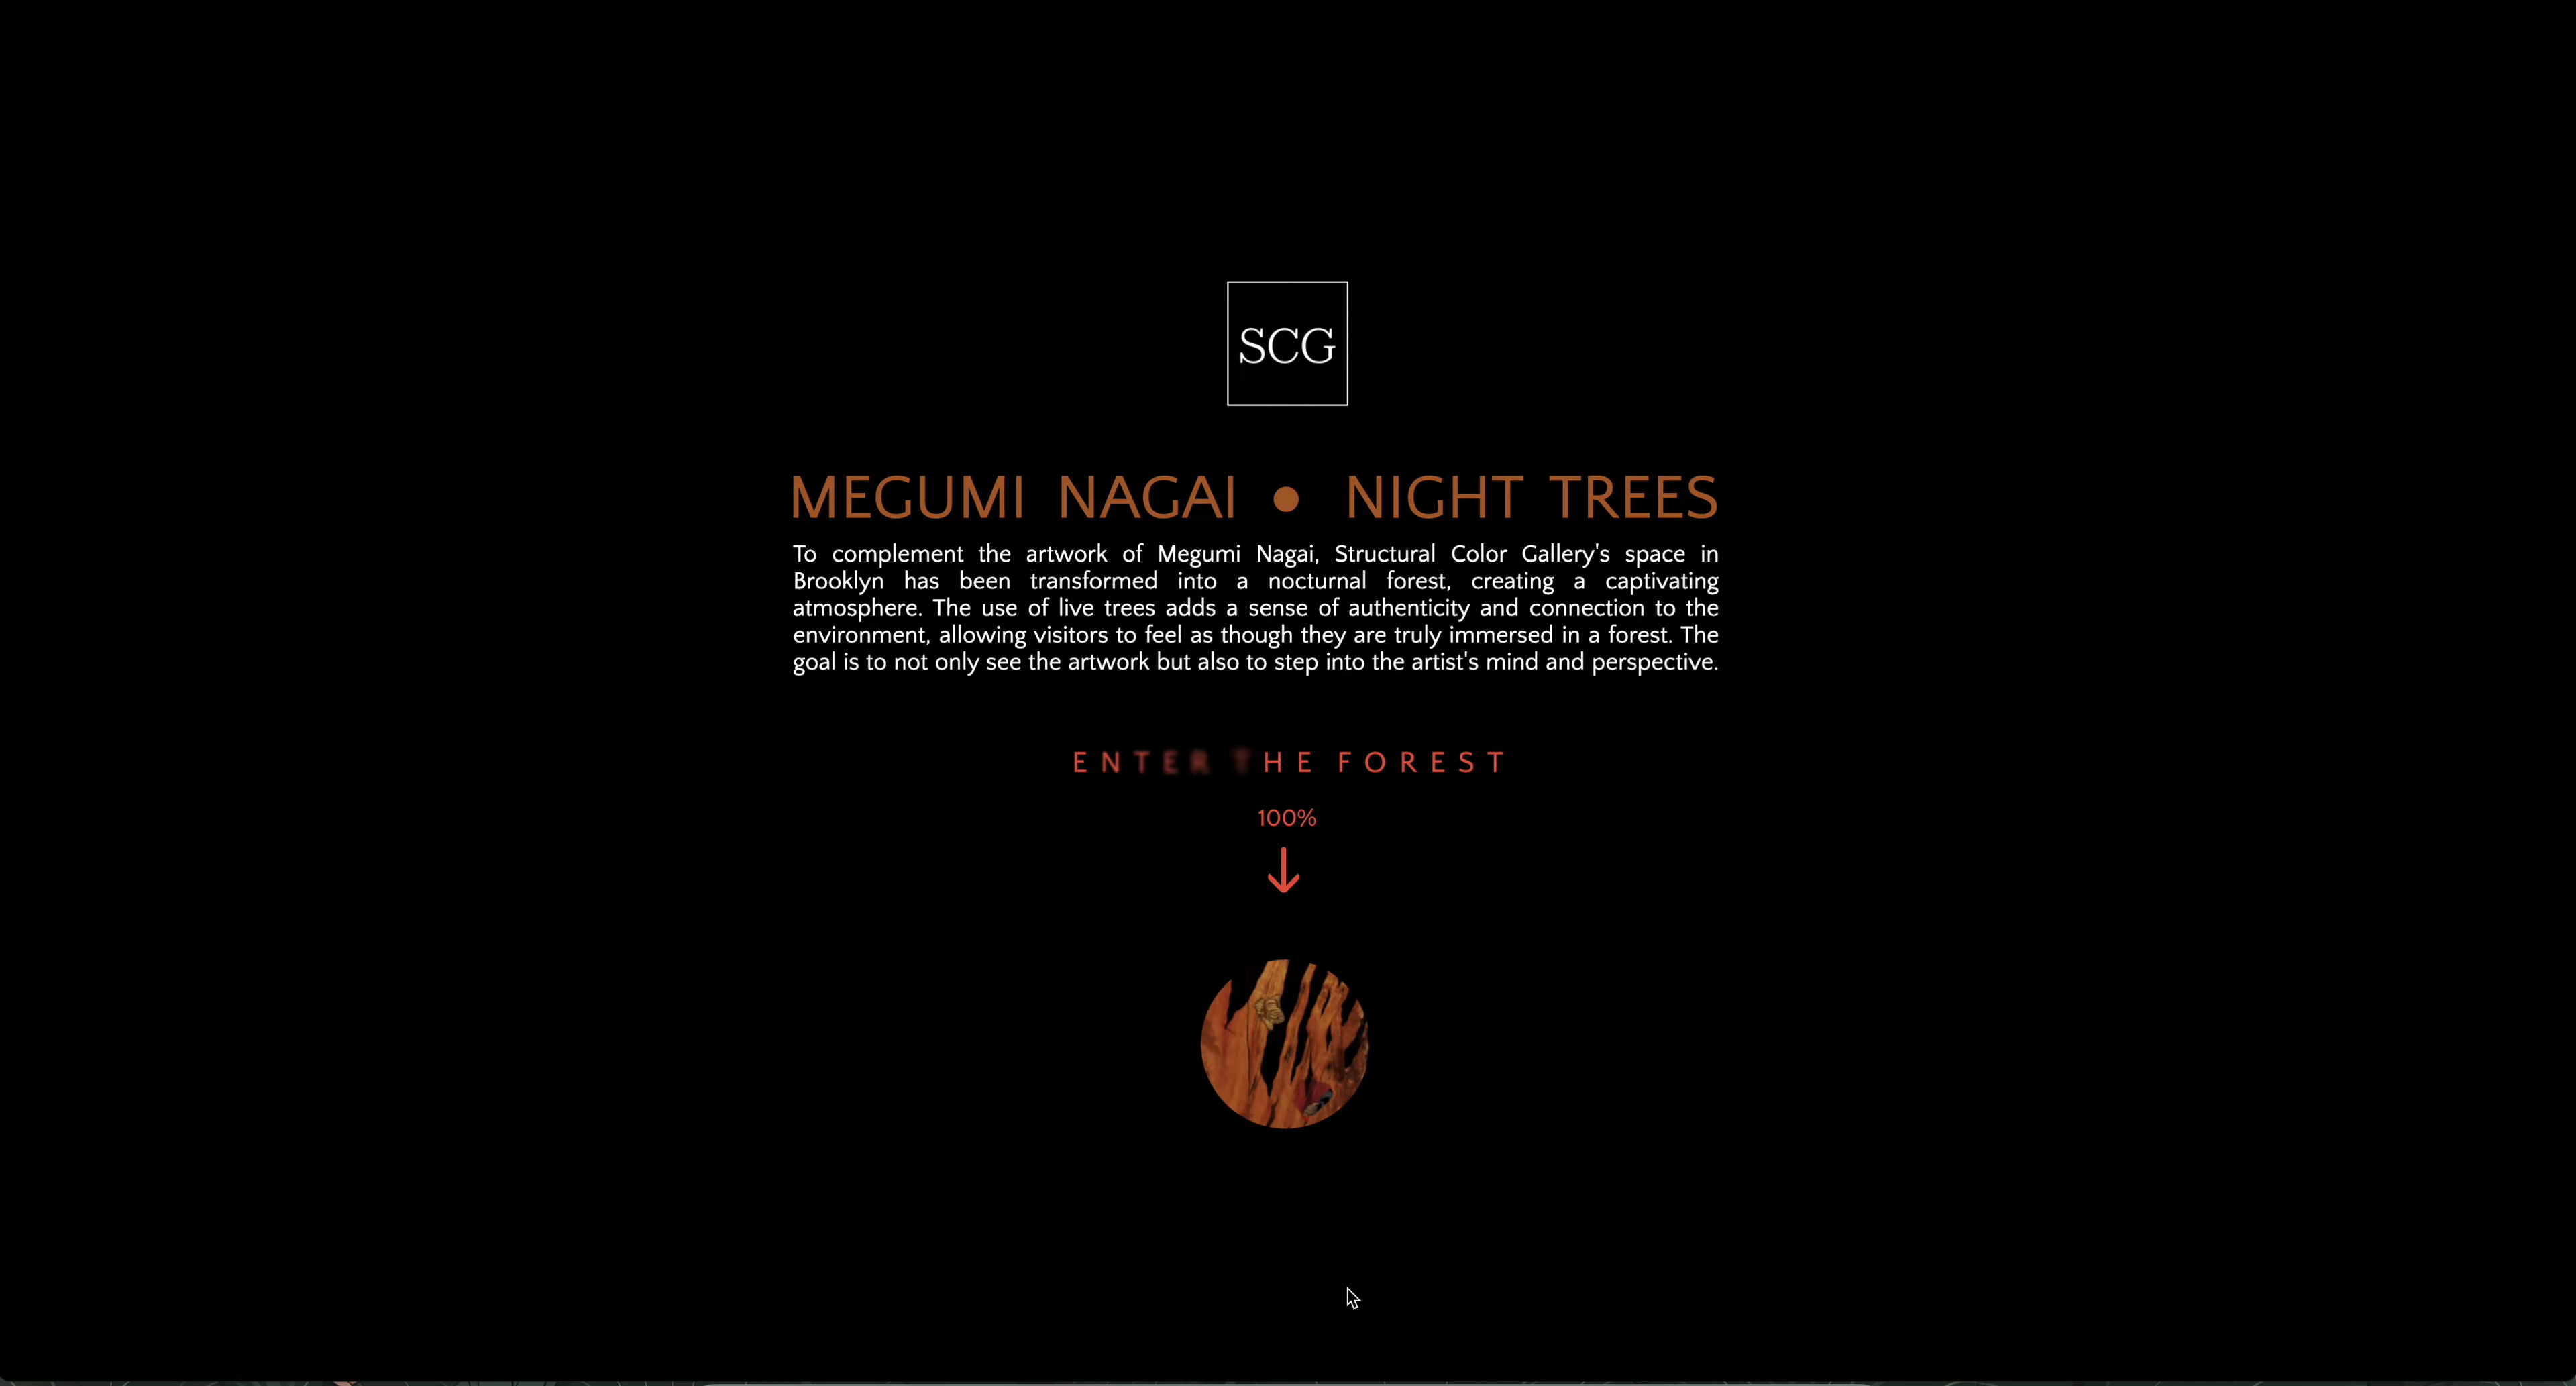 SCG
MEGUMI NAGAI ● NIGHT TREES
To complement the artwork of Megumi Nagai, Structural Color Gallery's space in
Brooklyn has been transformed into a nocturnal forest, creating a captivating
atmosphere. The use of live trees adds a sense of authenticity and connection to the
environment, allowing visitors to feel as though they are truly immersed in a forest. The
goal is to not only see the artwork but also to step into the artist's mind and perspective.
ENTER THE FOREST
100%